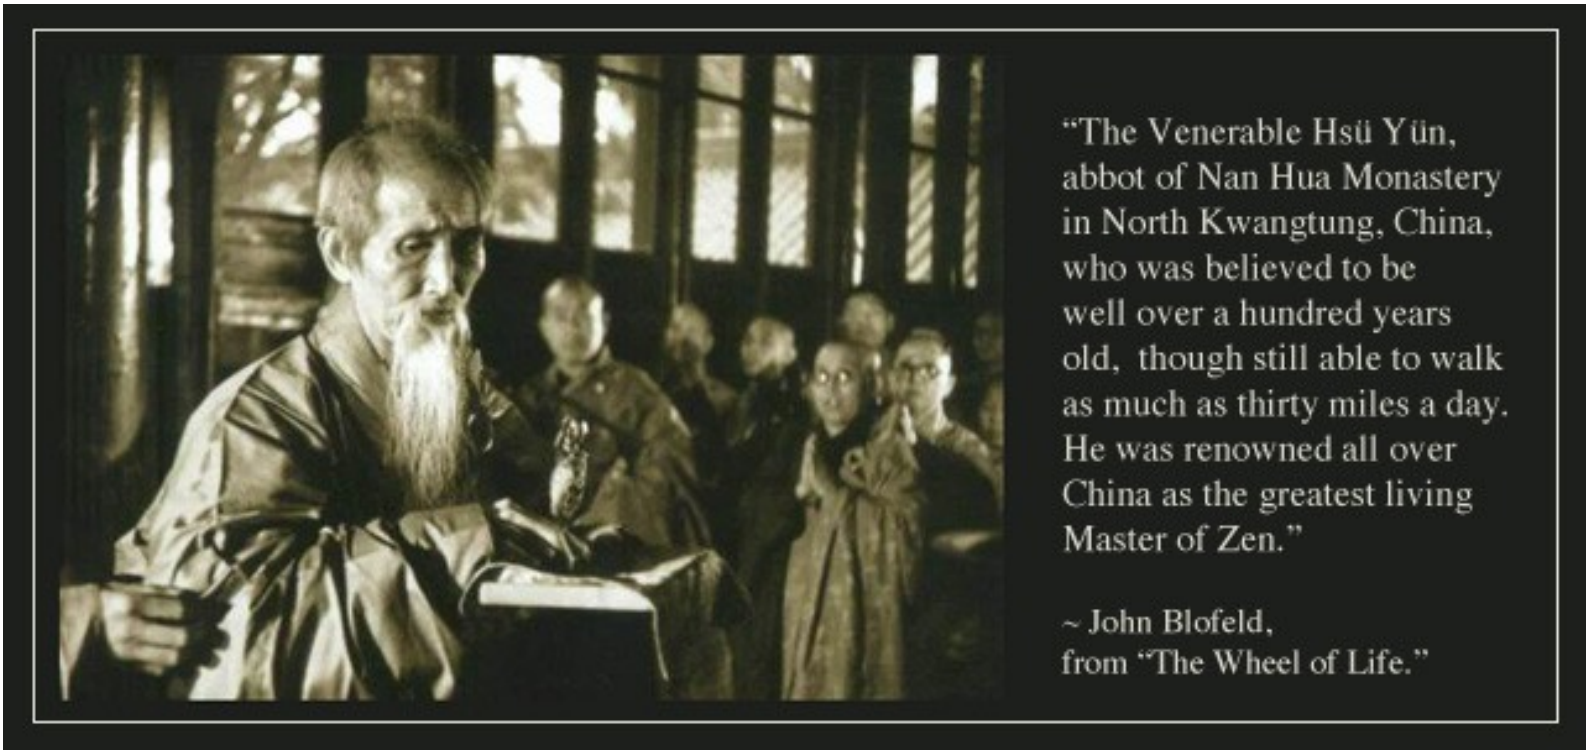 “The Venerable Hsü Yün,
abbot of Nan Hua Monastery
in North Kwangtung, China,
who was believed to be
well over a hundred years
old,  though still able to walk
as much as thirty miles a day.
He was renowned all over
China as the greatest living
Master of Zen.”
~ John Blofeld,
from “The Wheel of Life.”